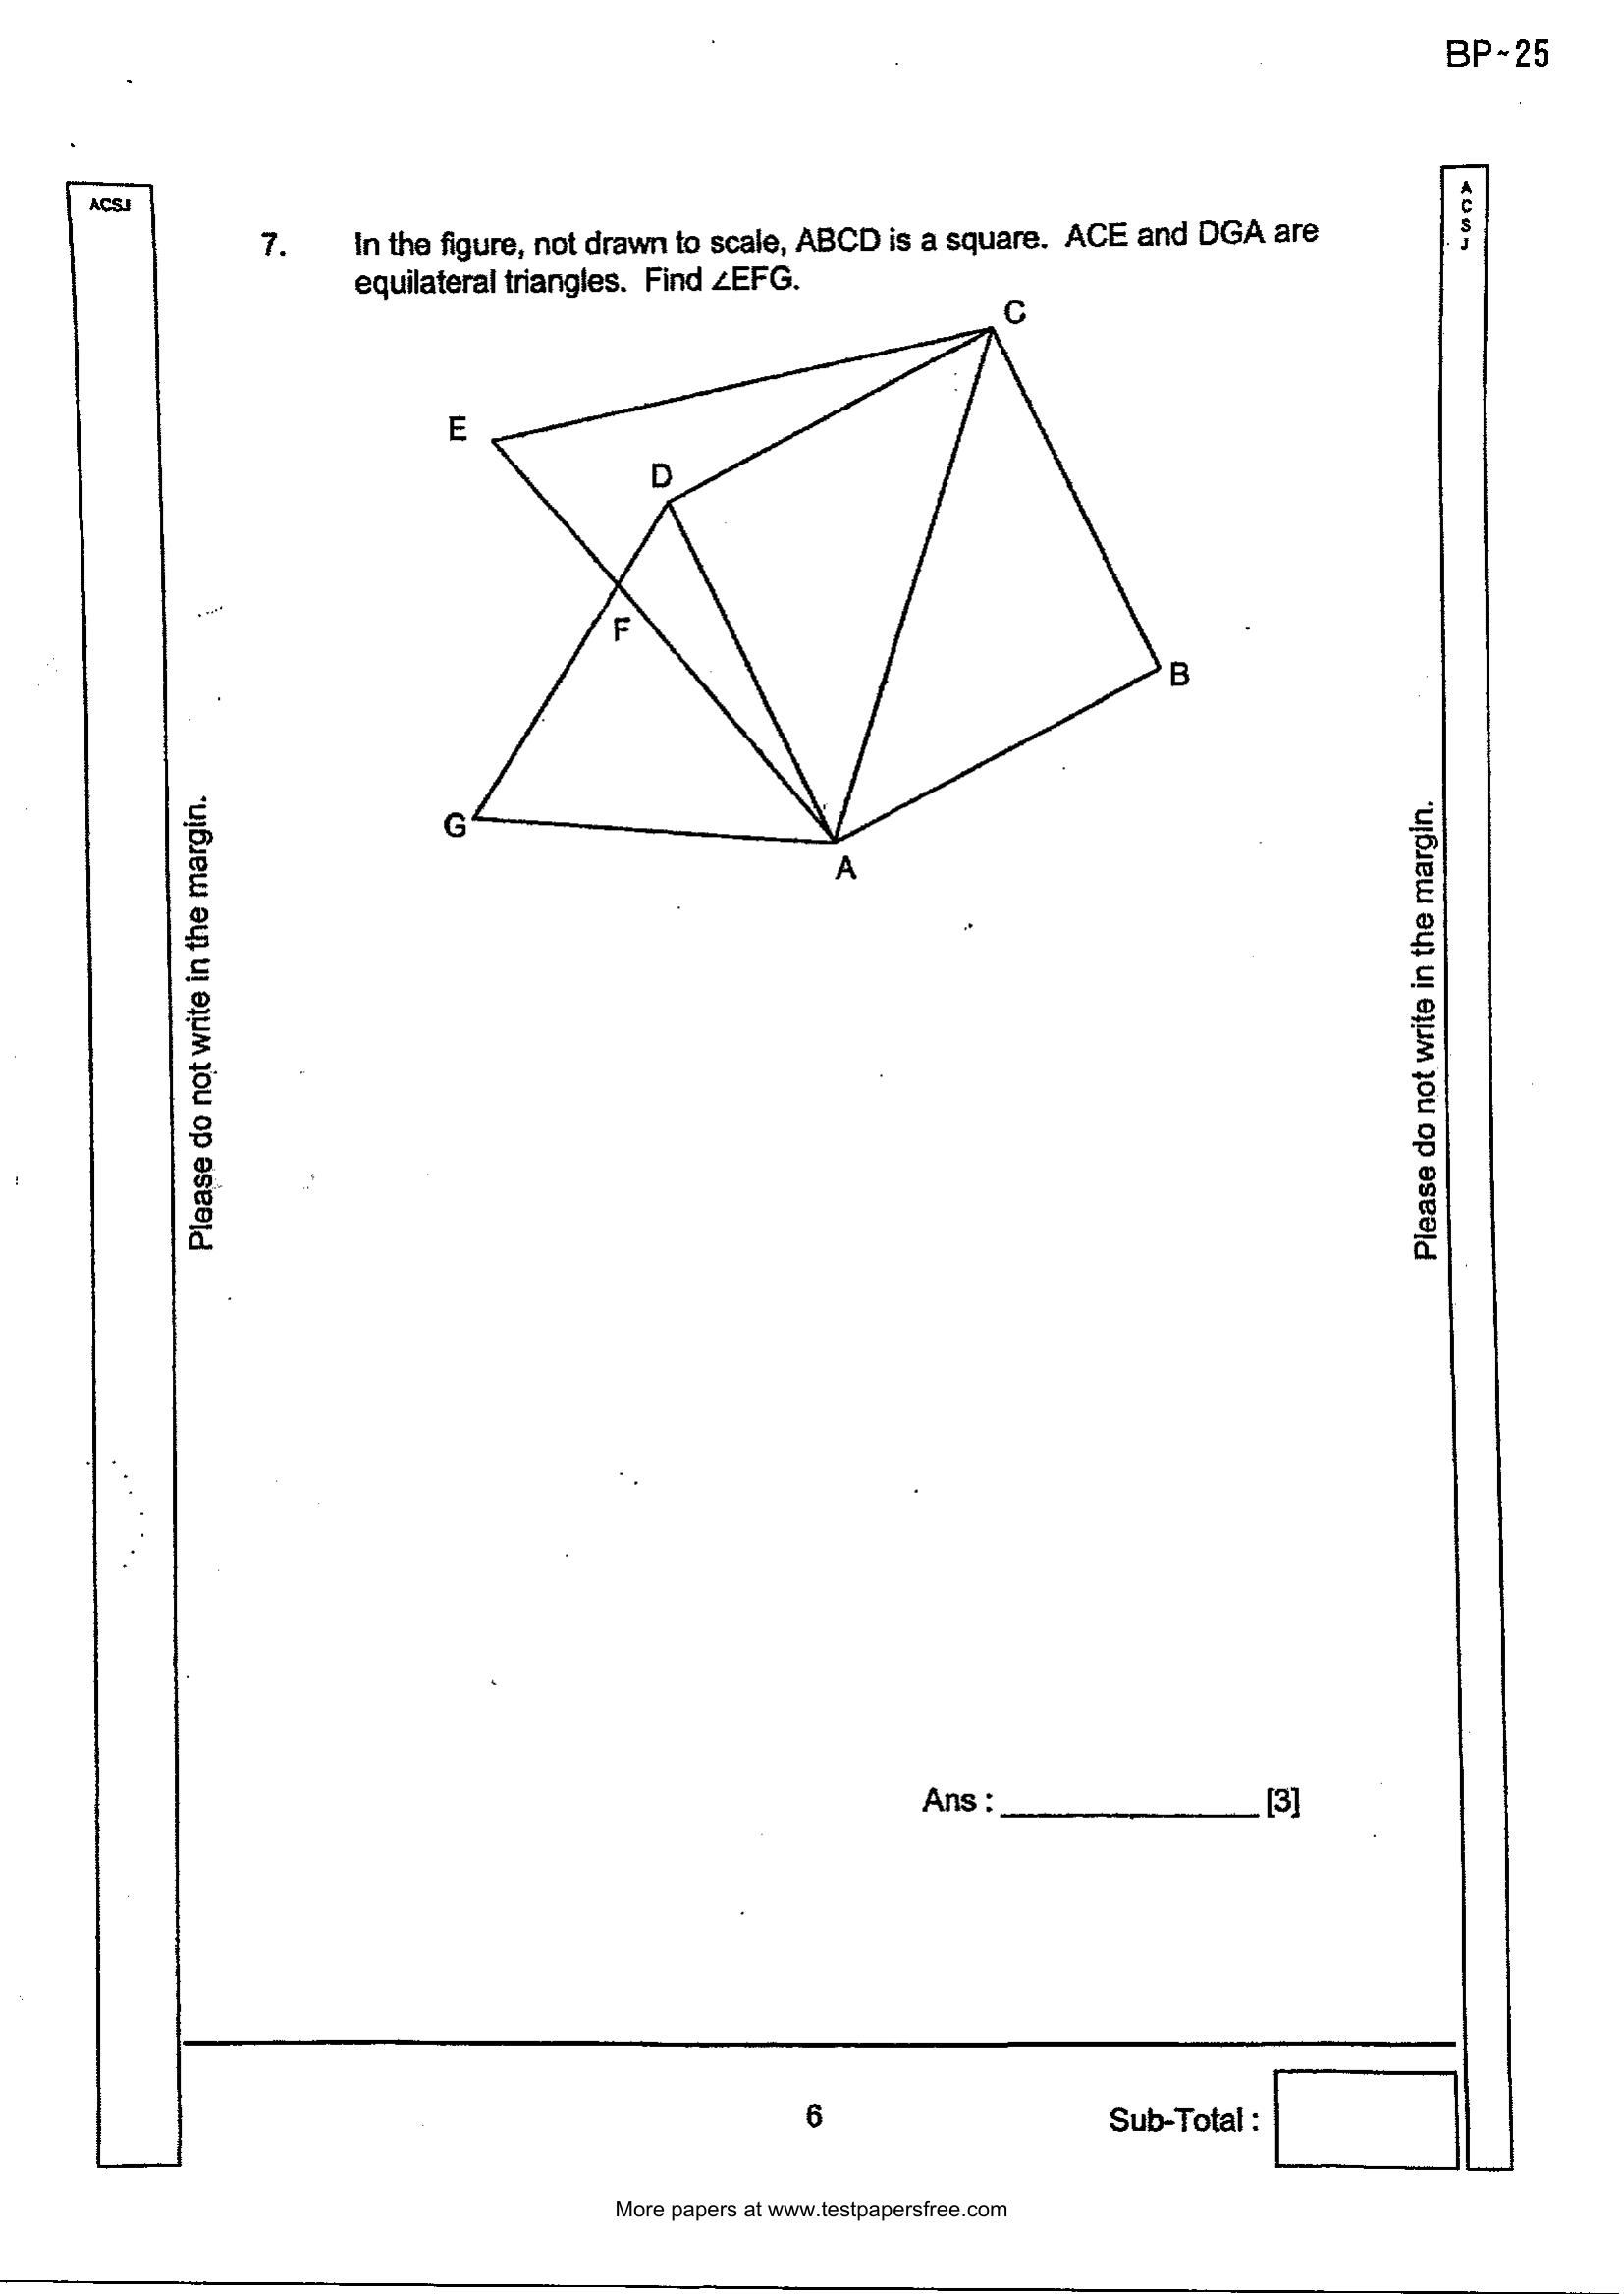 BP~25
ACSJ
A
C
S
J
7. In the figure, not drawn to scale, ABCD is a square. ACE and DGA are
equilateral triangles. Find ∠EFG.
C
E
D
F
B
G
A
Please do not write in the margin.
Please do not write in the margin.
Ans : ______________ [3]
6
Sub-Total :
More papers at www.testpapersfree.com